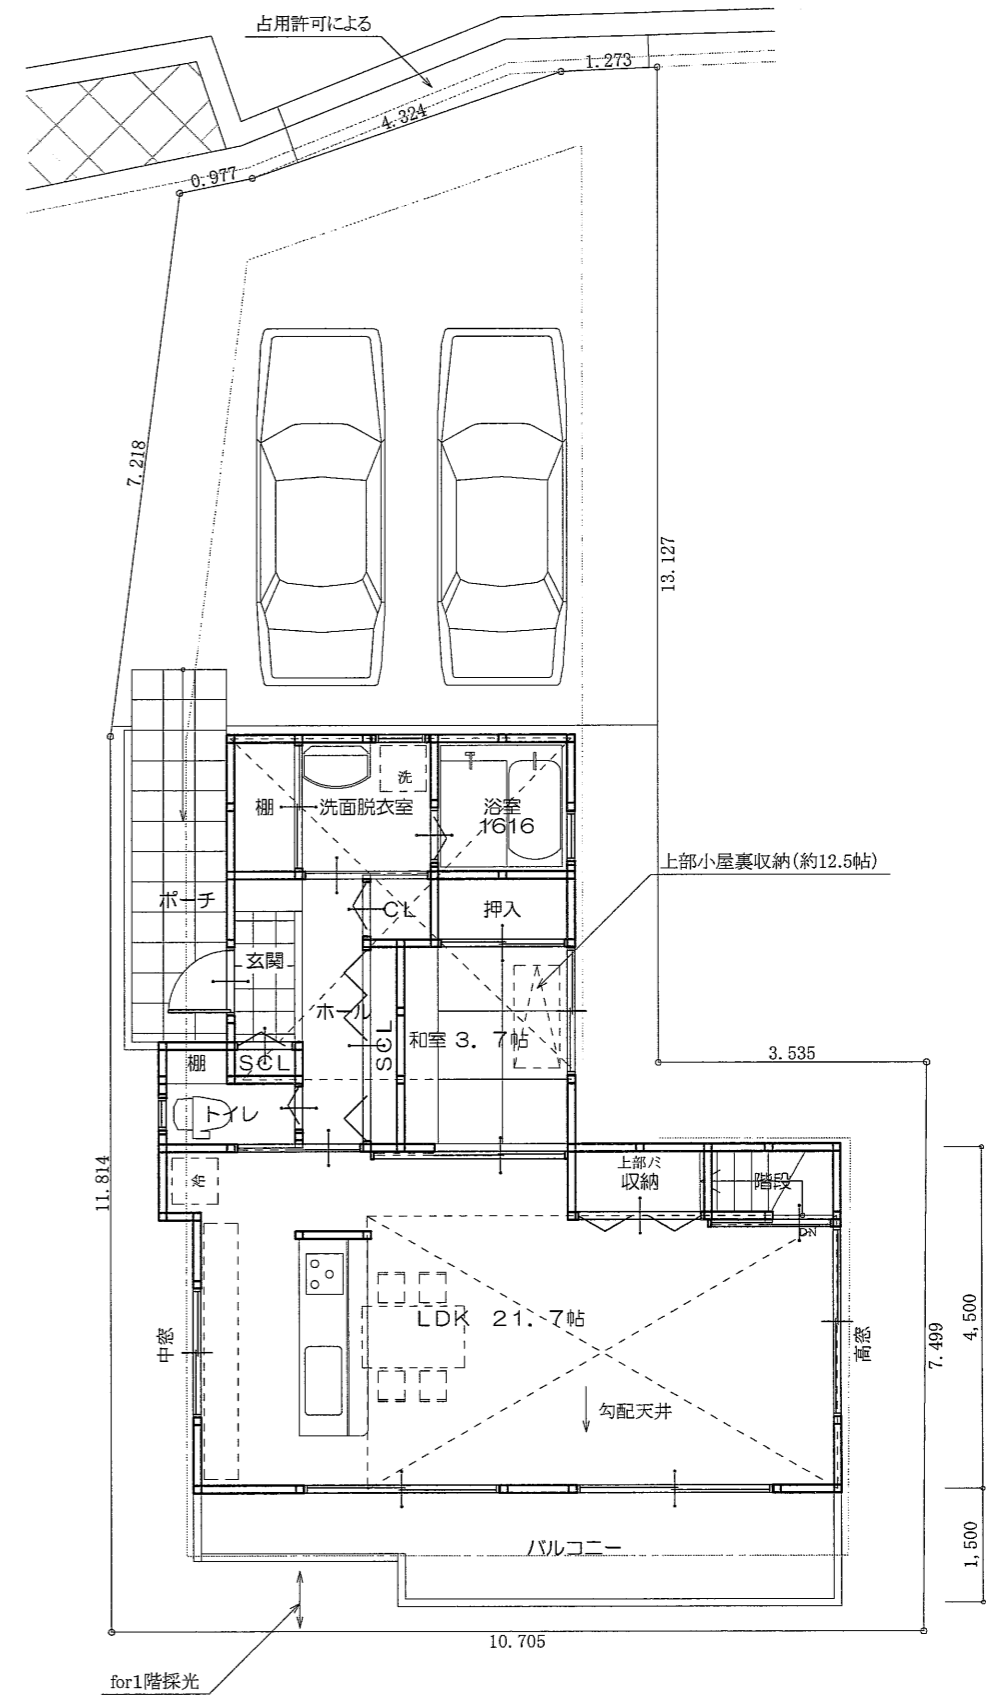 占用許可による
1.273
4.324
0.977
7.218
13.127
棚
洗面脱衣室
洗
浴室
1616
上部小屋裏収納(約12.5帖)
ポーチ
CL
押入
玄関
ホール
SCL
和室 3. 7帖
3.535
棚
SCL
トイレ
11.814
冷
上部バミ
収納
階段
DN
LDK 21. 7帖
中窓
高窓
7.499
4,500
勾配天井
バルコニー
1,500
10.705
for1階採光